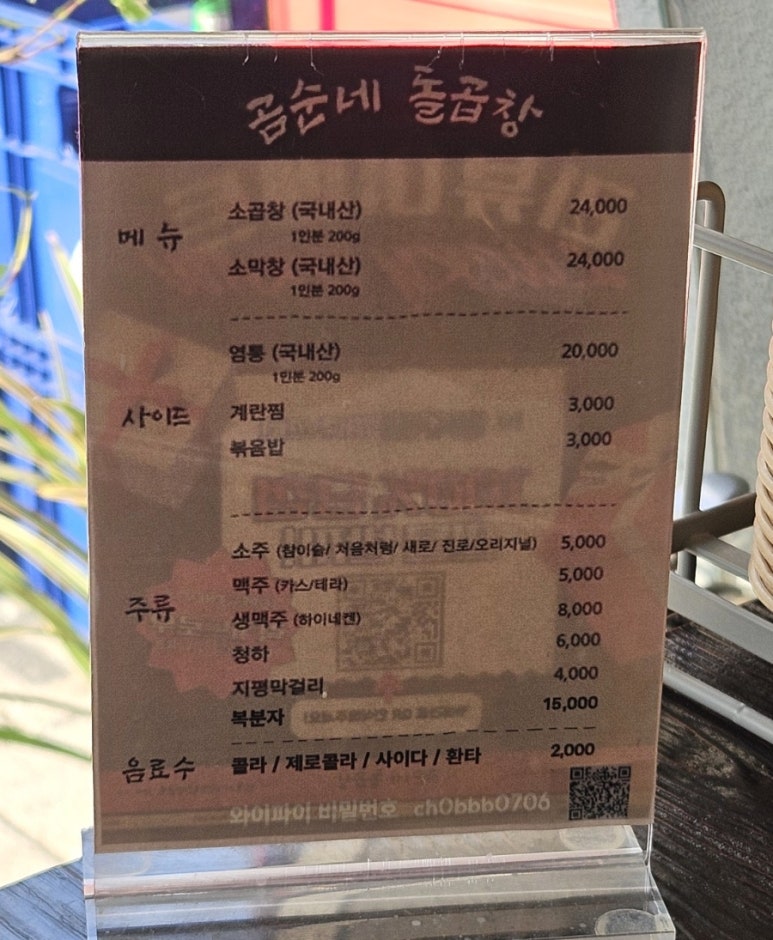 곰순네 돌곱창
메뉴
소곱창 (국내산) 24,000
1인분 200g
소막창 (국내산) 24,000
1인분 200g
사이드
염통 (국내산) 20,000
1인분 200g
계란찜 3,000
볶음밥 3,000
주류
소주 (참이슬/ 처음처럼/ 새로/ 진로/오리지널) 5,000
맥주 (카스/테라) 5,000
생맥주 (하이네켄) 8,000
청하 6,000
지평막걸리 4,000
복분자 15,000
음료수 콜라 / 제로콜라 / 사이다 / 환타 2,000
와이파이 비밀번호